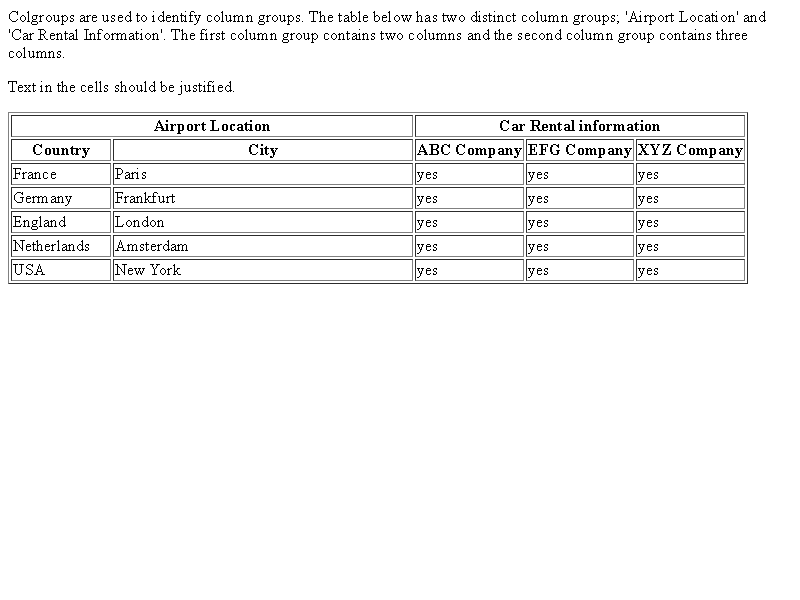 Colgroups are used to identify column groups. The table below has two distinct column groups; 'Airport Location' and
'Car Rental Information'. The first column group contains two columns and the second column group contains three
columns.
Text in the cells should be justified.
Airport Location Car Rental information
Country City ABC Company EFG Company XYZ Company
France Paris yes yes yes
Germany Frankfurt yes yes yes
England London yes yes yes
Netherlands Amsterdam yes yes yes
USA New York yes yes yes